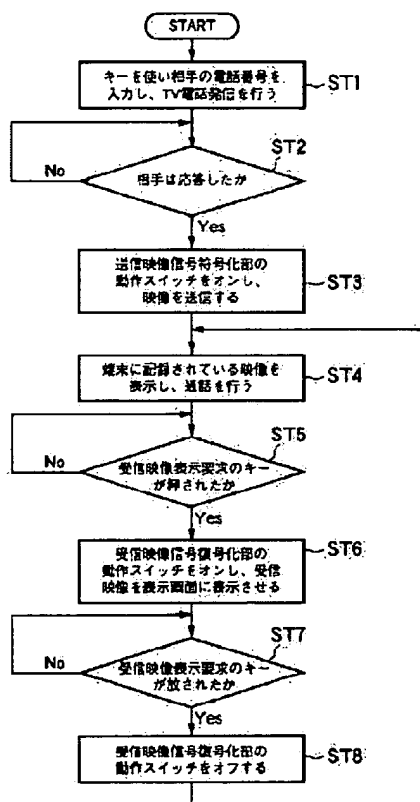 START
キーを使い相手の電話番号を
入力し、TV電話発信を行う
ST1
ST2
相手は応答したか
No
Yes
送信映像信号符号化部の
動作スイッチをオンし、
映像を送信する
ST3
端末に記録されている映像を
表示し、通話を行う
ST4
ST5
受信映像表示要求のキー
が押されたか
No
Yes
受信映像信号復号化部の
動作スイッチをオンし、受信
映像を表示画面に表示させる
ST6
ST7
受信映像表示要求のキー
が放されたか
No
Yes
受信映像信号復号化部の
動作スイッチをオフする
ST8